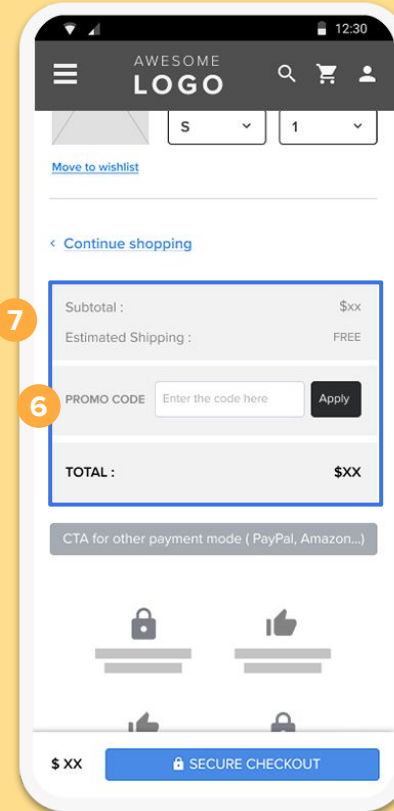 12:30
AWESOME
LOGO
S 1
Move to wishlist
< Continue shopping
7
Subtotal : $xx
Estimated Shipping : FREE
6
PROMO CODE Enter the code here Apply
TOTAL : $XX
CTA for other payment mode ( PayPal, Amazon...)
$ XX SECURE CHECKOUT